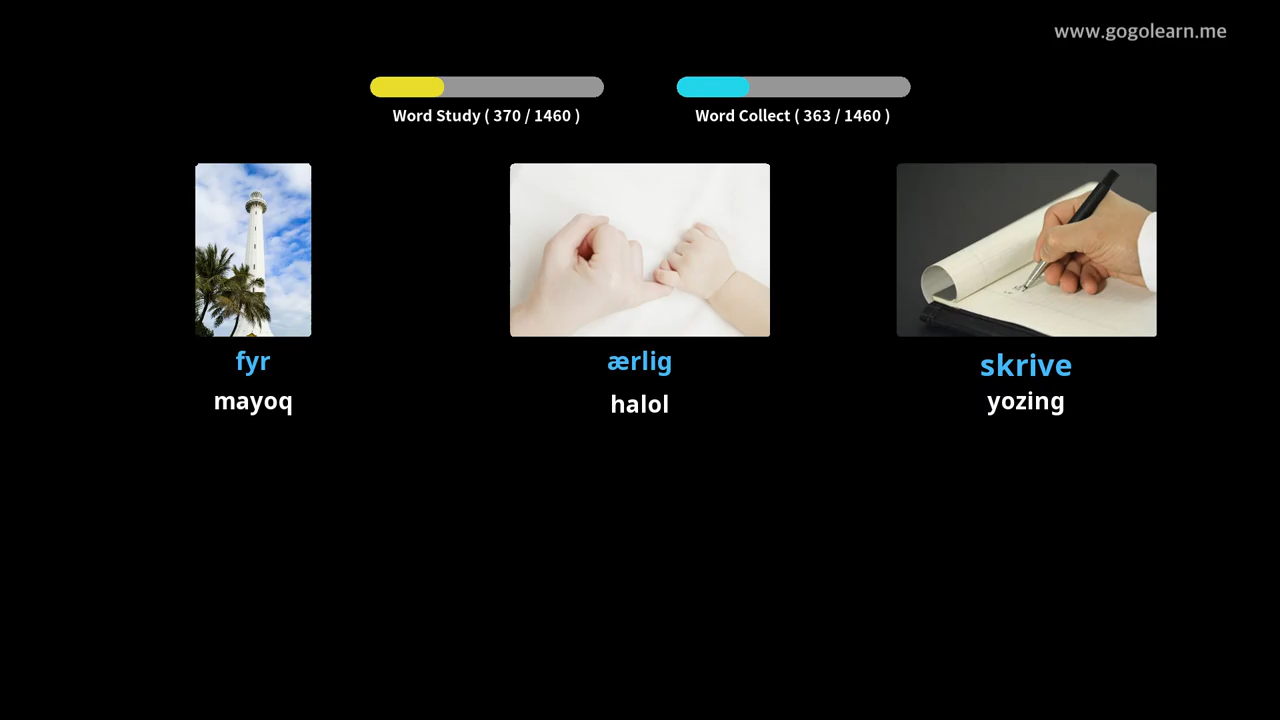 www.gogolearn.me
Word Study ( 370 / 1460 )
Word Collect ( 363 / 1460 )
fyr
mayoq
ærlig
halol
skrive
yozing